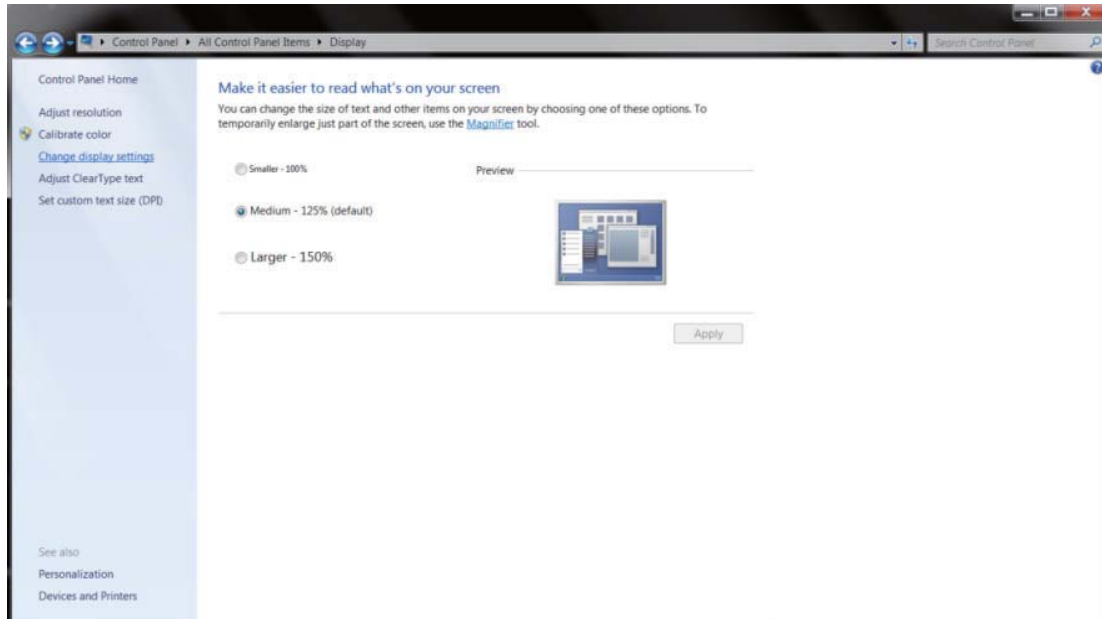 Control Panel ▸ All Control Panel Items ▸ Display
Search Control Panel
Control Panel Home
Adjust resolution
Calibrate color
Change display settings
Adjust ClearType text
Set custom text size (DPI)
See also
Personalization
Devices and Printers
Make it easier to read what's on your screen
You can change the size of text and other items on your screen by choosing one of these options. To
temporarily enlarge just part of the screen, use the Magnifier tool.
Smaller - 100%
Medium - 125% (default)
Larger - 150%
Preview
Apply